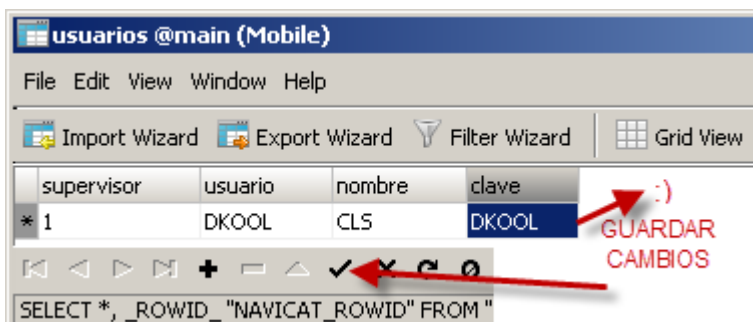 usuarios @main (Mobile)
File Edit View Window Help
Import Wizard Export Wizard Filter Wizard Grid View
supervisor usuario nombre clave
* 1 DKOOL CLS DKOOL
:)
GUARDAR
CAMBIOS
SELECT *, _ROWID_ "NAVICAT_ROWID" FROM "